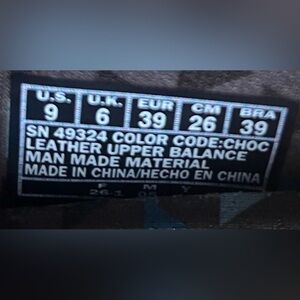 U.S. U.K. EUR CM BRA
9 6 39 26 39
SN 49324 COLOR CODE:CHOC
LEATHER UPPER BALANCE
MAN MADE MATERIAL
MADE IN CHINA/HECHO EN CHINA
F M Y